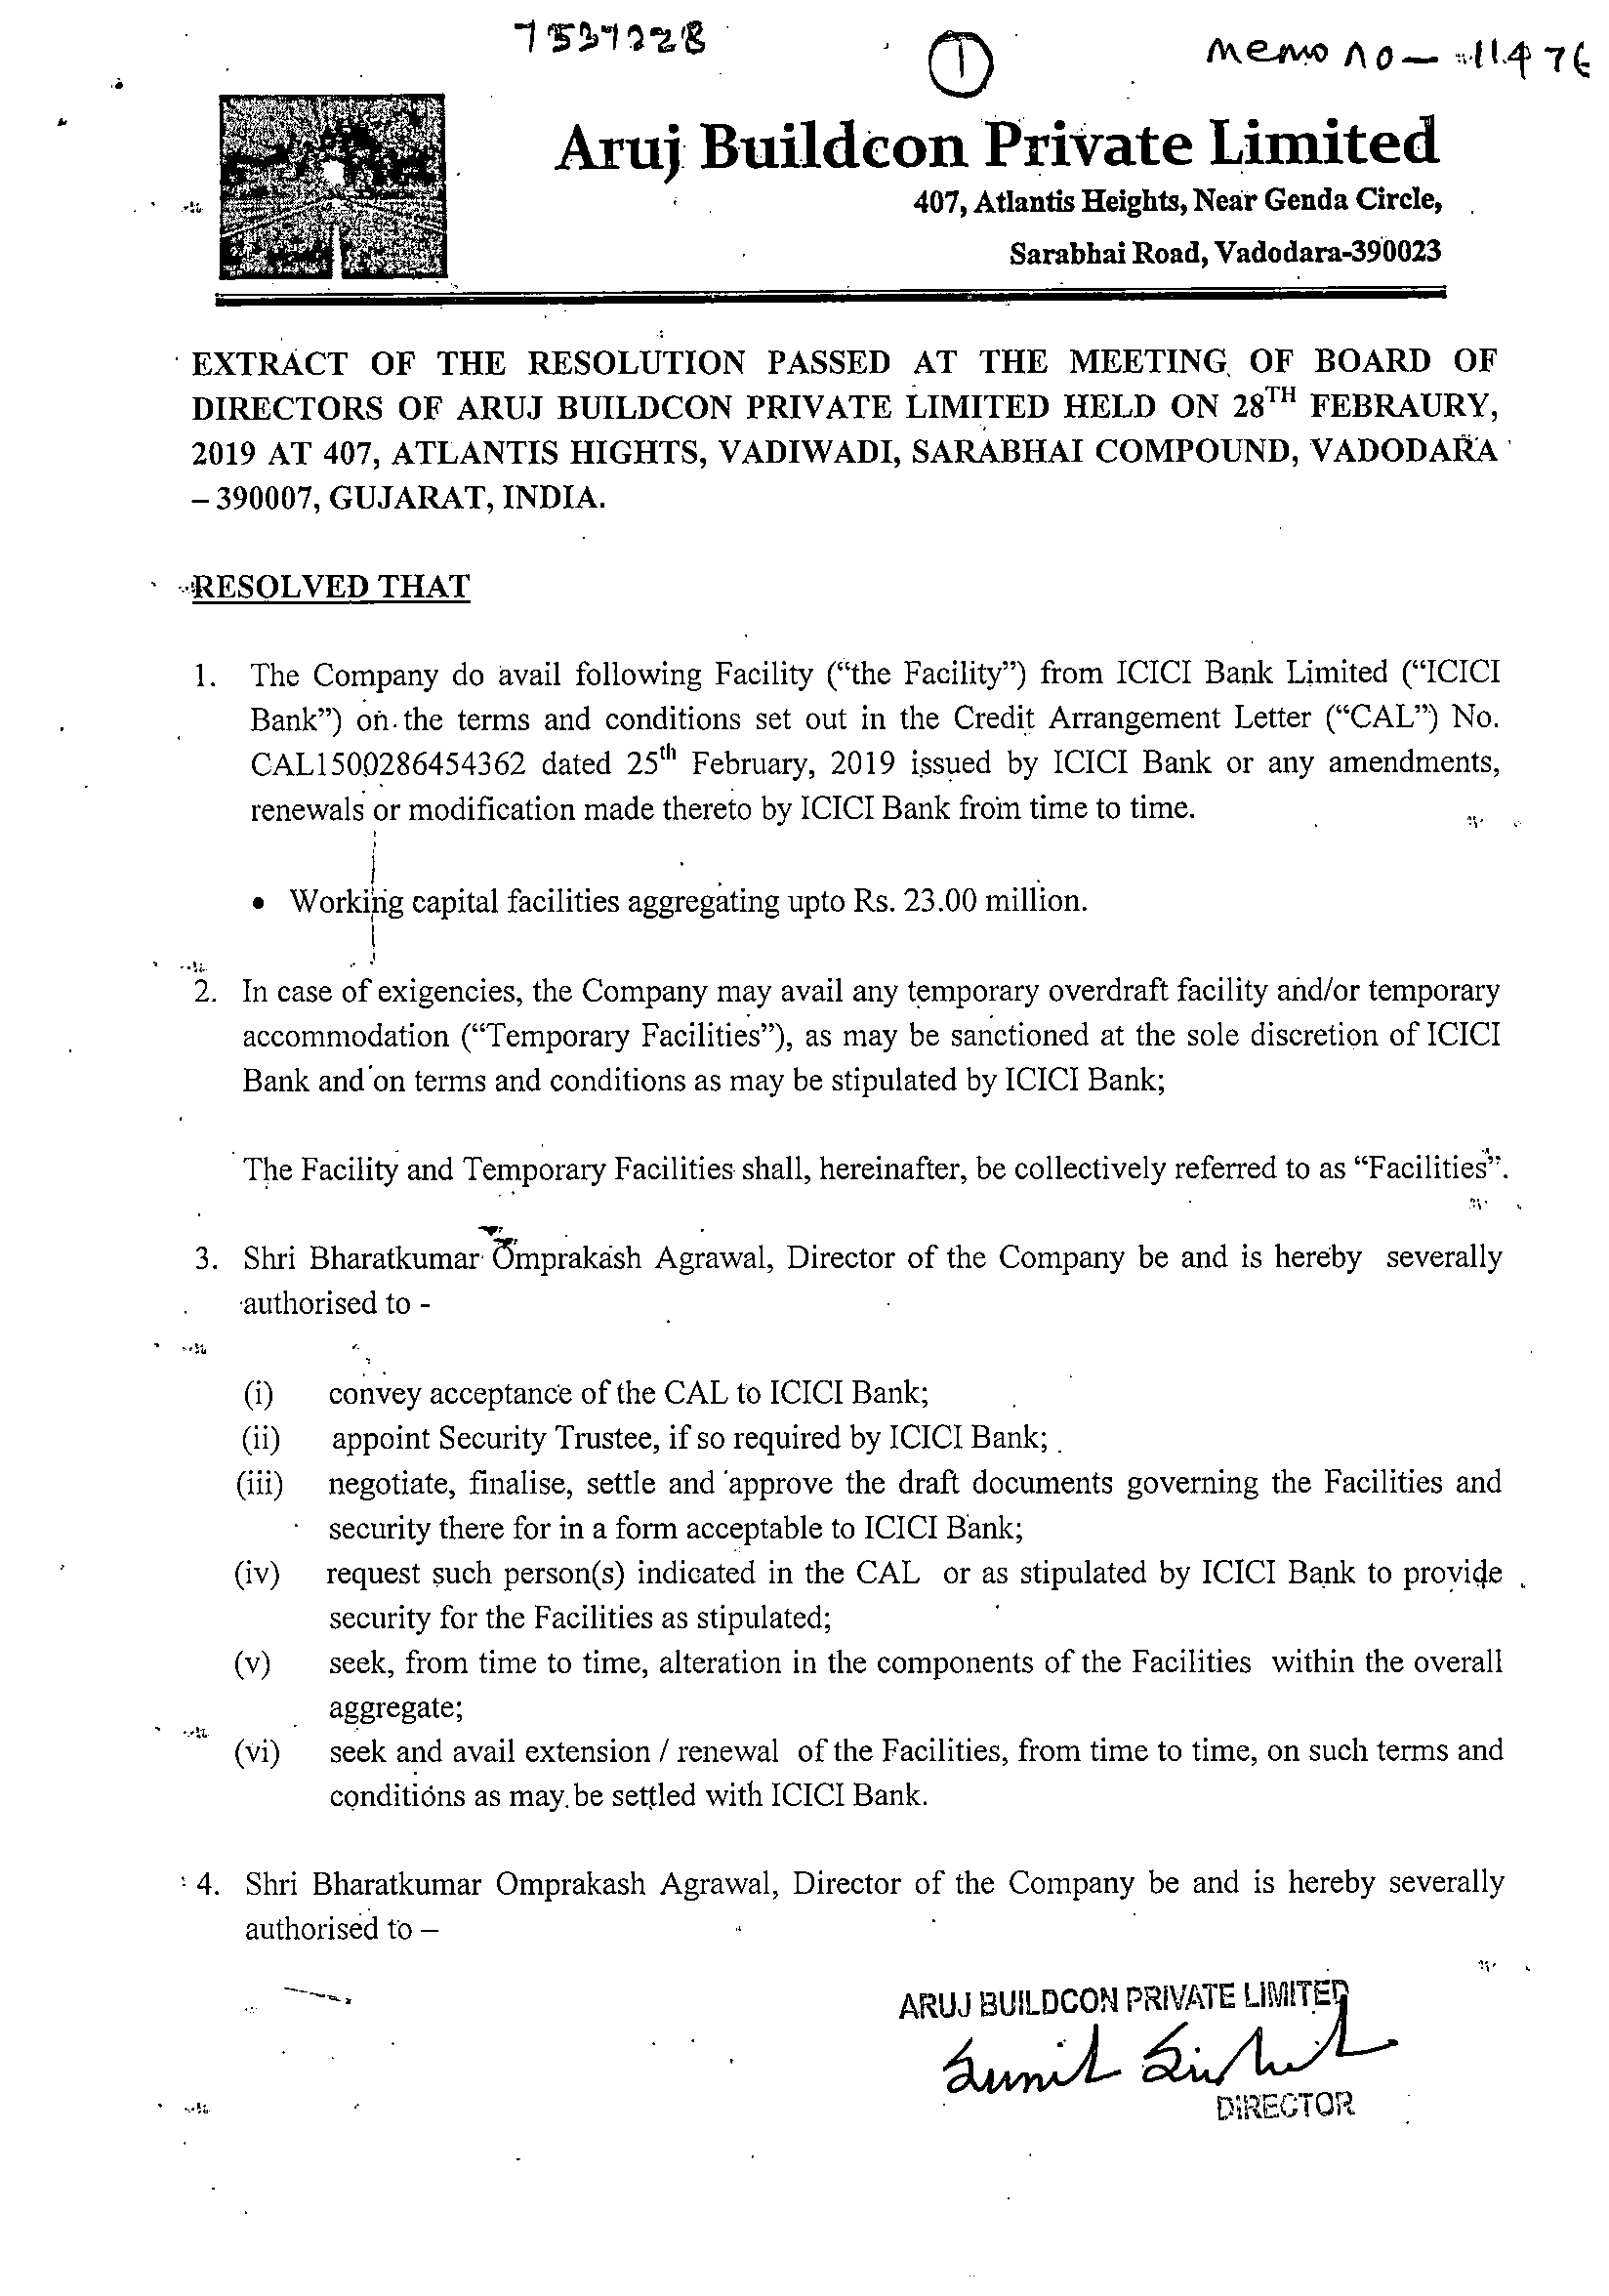 7537228
1
Memo no - 11476
Aruj Buildcon Private Limited
407, Atlantis Heights, Near Genda Circle,
Sarabhai Road, Vadodara-390023
EXTRACT OF THE RESOLUTION PASSED AT THE MEETING OF BOARD OF
DIRECTORS OF ARUJ BUILDCON PRIVATE LIMITED HELD ON 28TH FEBRAURY,
2019 AT 407, ATLANTIS HIGHTS, VADIWADI, SARABHAI COMPOUND, VADODARA
– 390007, GUJARAT, INDIA.
RESOLVED THAT
1. The Company do avail following Facility (“the Facility”) from ICICI Bank Limited (“ICICI
Bank”) on the terms and conditions set out in the Credit Arrangement Letter (“CAL”) No.
CAL1500286454362 dated 25th February, 2019 issued by ICICI Bank or any amendments,
renewals or modification made thereto by ICICI Bank from time to time.
• Working capital facilities aggregating upto Rs. 23.00 million.
2. In case of exigencies, the Company may avail any temporary overdraft facility and/or temporary
accommodation (“Temporary Facilities”), as may be sanctioned at the sole discretion of ICICI
Bank and on terms and conditions as may be stipulated by ICICI Bank;
The Facility and Temporary Facilities shall, hereinafter, be collectively referred to as “Facilities”.
3. Shri Bharatkumar Omprakash Agrawal, Director of the Company be and is hereby severally
authorised to -
(i) convey acceptance of the CAL to ICICI Bank;
(ii) appoint Security Trustee, if so required by ICICI Bank;
(iii) negotiate, finalise, settle and approve the draft documents governing the Facilities and
security there for in a form acceptable to ICICI Bank;
(iv) request such person(s) indicated in the CAL or as stipulated by ICICI Bank to provide
security for the Facilities as stipulated;
(v) seek, from time to time, alteration in the components of the Facilities within the overall
aggregate;
(vi) seek and avail extension / renewal of the Facilities, from time to time, on such terms and
conditions as may be settled with ICICI Bank.
4. Shri Bharatkumar Omprakash Agrawal, Director of the Company be and is hereby severally
authorised to –
ARUJ BUILDCON PRIVATE LIMITED
Sumit
DIRECTOR